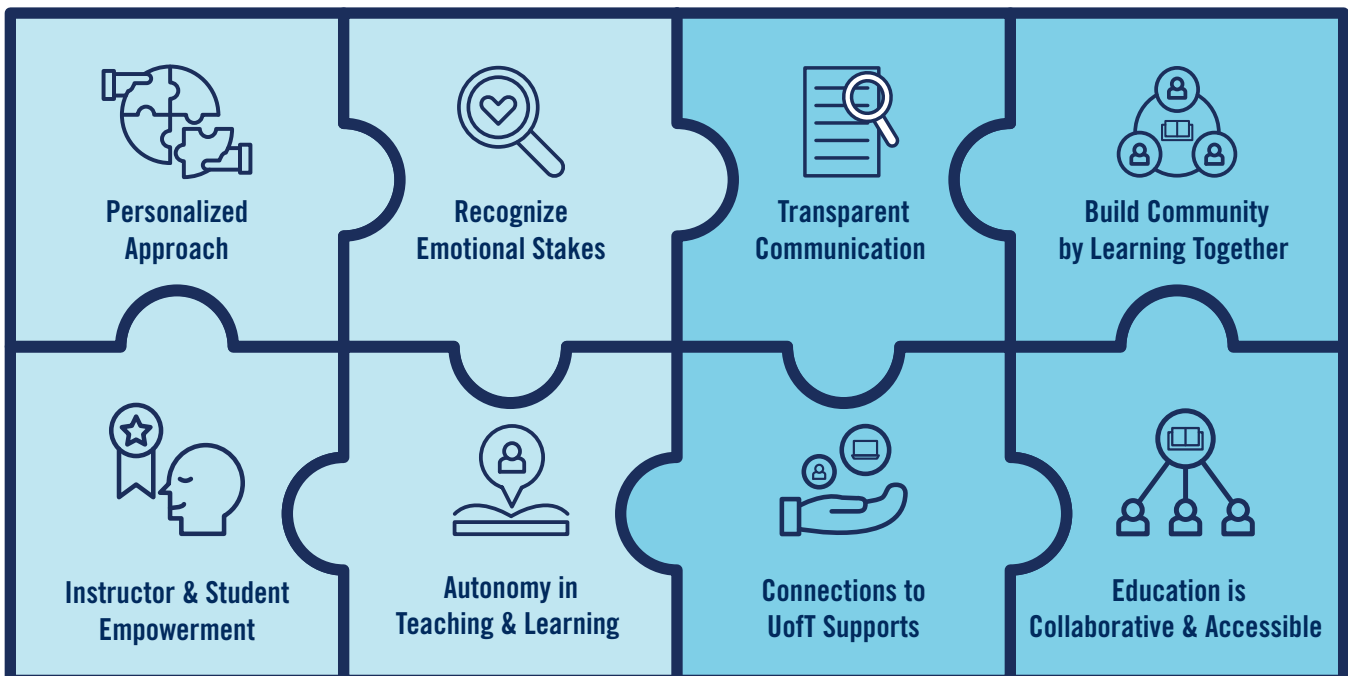 Personalized
Approach
Recognize
Emotional Stakes
Transparent
Communication
Build Community
by Learning Together
Instructor & Student
Empowerment
Autonomy in
Teaching & Learning
Connections to
UofT Supports
Education is
Collaborative & Accessible